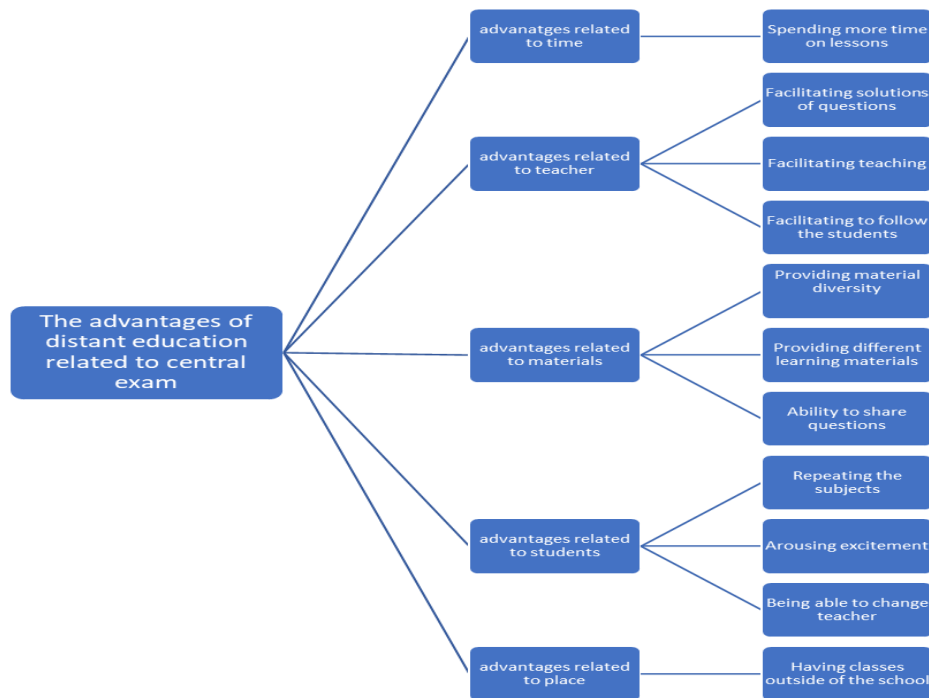 The advantages of
distant education
related to central
exam
advanatges related
to time
Spending more time
on lessons
advantages related
to teacher
Facilitating solutions
of questions
Facilitating teaching
Facilitating to follow
the students
advantages related
to materials
Providing material
diversity
Providing different
learning materials
Ability to share
questions
advantages related
to students
Repeating the
subjects
Arousing excitement
Being able to change
teacher
advantages related
to place
Having classes
outside of the school